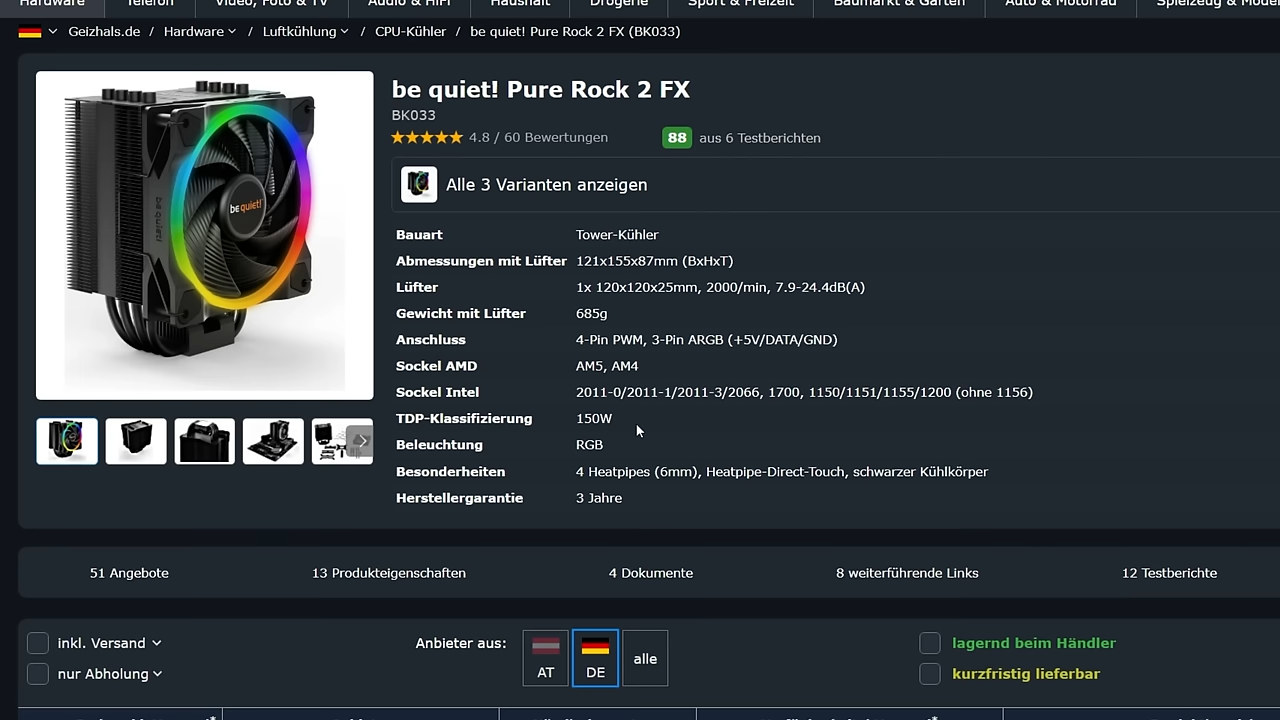 Hardware Telefon Video, Foto & TV Audio & HiFi Haushalt Drogerie Sport & Freizeit Baumarkt & Garten Auto & Motorrad Spielzeug &
Geizhals.de / Hardware / Luftkühlung / CPU-Kühler / be quiet! Pure Rock 2 FX (BK033)
be quiet! Pure Rock 2 FX
BK033
4.8 / 60 Bewertungen 88 aus 6 Testberichten
Alle 3 Varianten anzeigen
be quiet!
be quiet!
Bauart Tower-Kühler
Abmessungen mit Lüfter 121x155x87mm (BxHxT)
Lüfter 1x 120x120x25mm, 2000/min, 7.9-24.4dB(A)
Gewicht mit Lüfter 685g
Anschluss 4-Pin PWM, 3-Pin ARGB (+5V/DATA/GND)
Sockel AMD AM5, AM4
Sockel Intel 2011-0/2011-1/2011-3/2066, 1700, 1150/1151/1155/1200 (ohne 1156)
TDP-Klassifizierung 150W
Beleuchtung RGB
Besonderheiten 4 Heatpipes (6mm), Heatpipe-Direct-Touch, schwarzer Kühlkörper
Herstellergarantie 3 Jahre
51 Angebote 13 Produkteigenschaften 4 Dokumente 8 weiterführende Links 12 Testberichte
inkl. Versand Anbieter aus: AT DE alle lagernd beim Händler
nur Abholung kurzfristig lieferbar